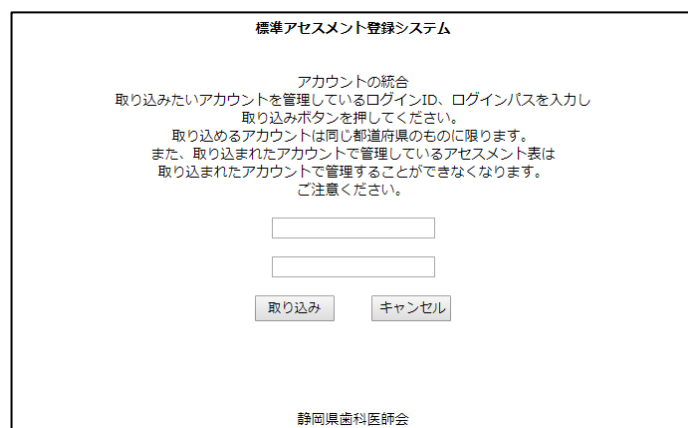 標準アセスメント登録システム
アカウントの統合
取り込みたいアカウントを管理しているログインID、ログインパスを入力し
取り込みボタンを押してください。
取り込めるアカウントは同じ都道府県のものに限ります。
また、取り込まれたアカウントで管理しているアセスメント表は
取り込まれたアカウントで管理することができなくなります。
ご注意ください。
取り込み キャンセル
静岡県歯科医師会